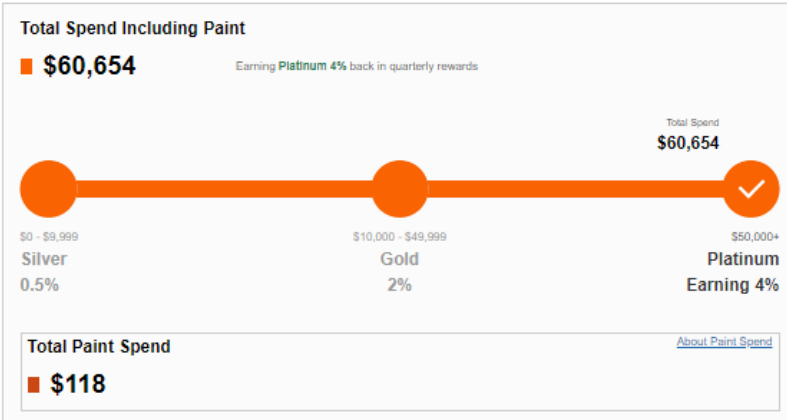 Total Spend Including Paint
$60,654
Earning Platinum 4% back in quarterly rewards
Total Spend
$60,654
$0 - $9,999
Silver
0.5%
$10,000 - $49,999
Gold
2%
$50,000+
Platinum
Earning 4%
Total Paint Spend
About Paint Spend
$118